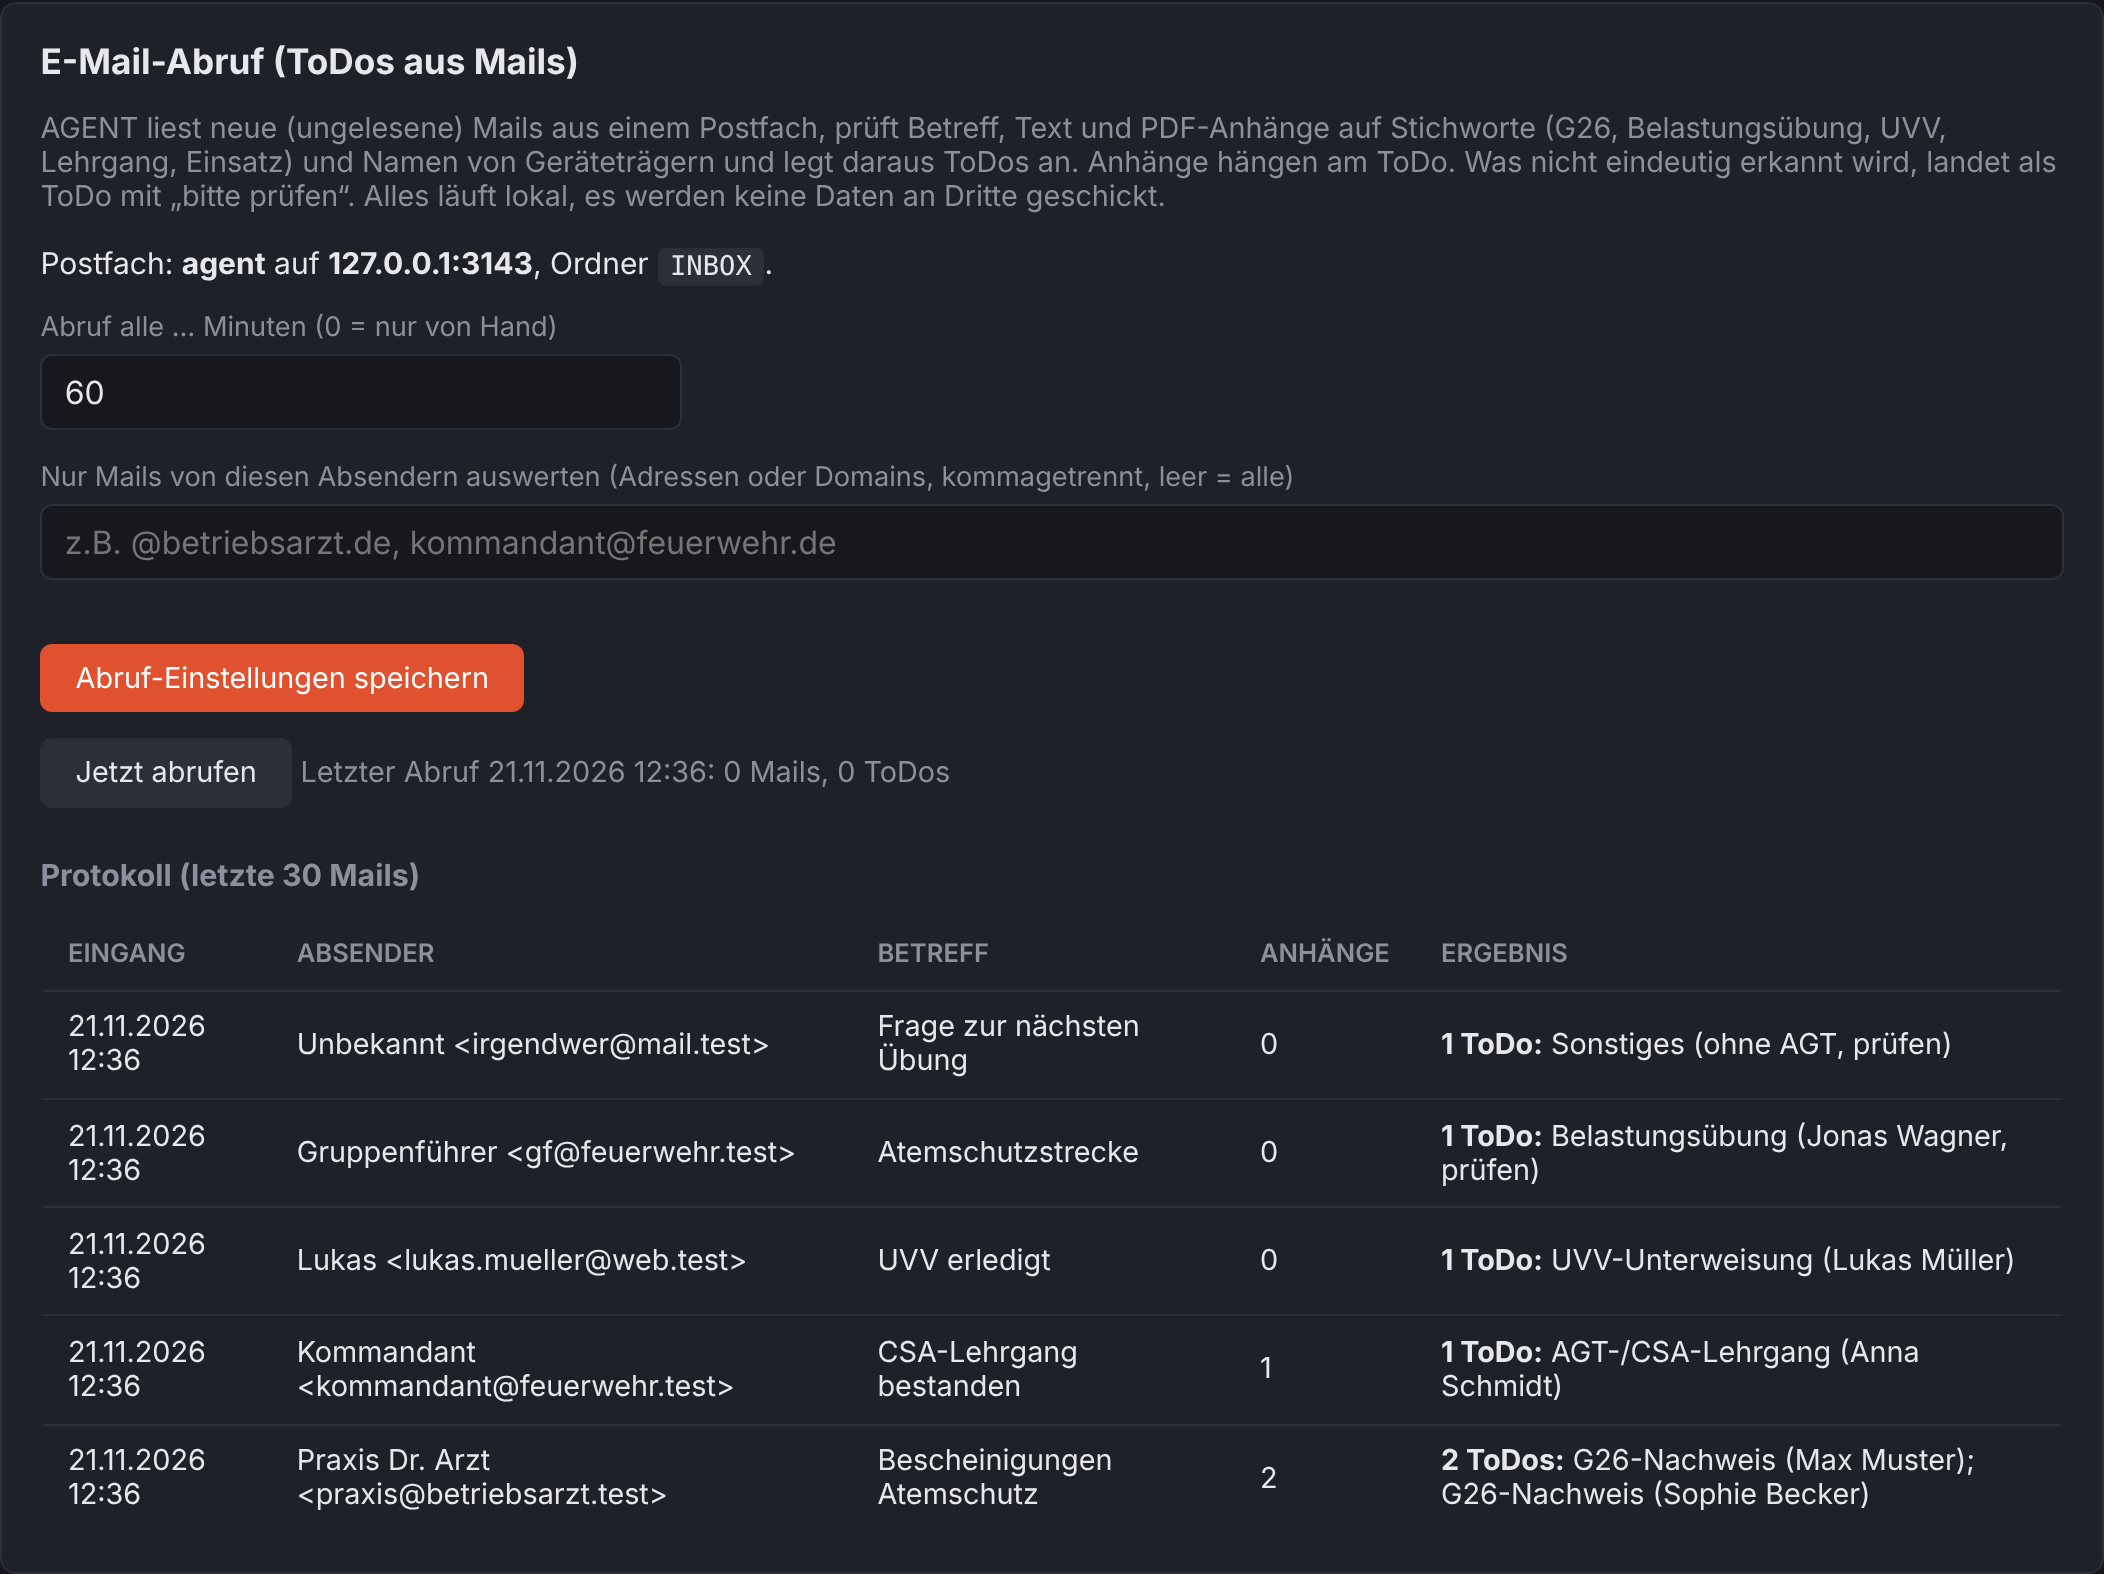 E-Mail-Abruf (ToDos aus Mails)
AGENT liest neue (ungelesene) Mails aus einem Postfach, prüft Betreff, Text und PDF-Anhänge auf Stichworte (G26, Belastungsübung, UVV,
Lehrgang, Einsatz) und Namen von Geräteträgern und legt daraus ToDos an. Anhänge hängen am ToDo. Was nicht eindeutig erkannt wird, landet als
ToDo mit „bitte prüfen“. Alles läuft lokal, es werden keine Daten an Dritte geschickt.
Postfach: agent auf 127.0.0.1:3143, Ordner INBOX.
Abruf alle ... Minuten (0 = nur von Hand)
60
Nur Mails von diesen Absendern auswerten (Adressen oder Domains, kommagetrennt, leer = alle)
z.B. @betriebsarzt.de, kommandant@feuerwehr.de
Abruf-Einstellungen speichern
Jetzt abrufen Letzter Abruf 21.11.2026 12:36: 0 Mails, 0 ToDos
Protokoll (letzte 30 Mails)
EINGANG ABSENDER BETREFF ANHÄNGE ERGEBNIS
21.11.2026
12:36
Unbekannt <irgendwer@mail.test>
Frage zur nächsten
Übung
0
1 ToDo: Sonstiges (ohne AGT, prüfen)
21.11.2026
12:36
Gruppenführer <gf@feuerwehr.test>
Atemschutzstrecke
0
1 ToDo: Belastungsübung (Jonas Wagner,
prüfen)
21.11.2026
12:36
Lukas <lukas.mueller@web.test>
UVV erledigt
0
1 ToDo: UVV-Unterweisung (Lukas Müller)
21.11.2026
12:36
Kommandant
<kommandant@feuerwehr.test>
CSA-Lehrgang
bestanden
1
1 ToDo: AGT-/CSA-Lehrgang (Anna
Schmidt)
21.11.2026
12:36
Praxis Dr. Arzt
<praxis@betriebsarzt.test>
Bescheinigungen
Atemschutz
2
2 ToDos: G26-Nachweis (Max Muster);
G26-Nachweis (Sophie Becker)